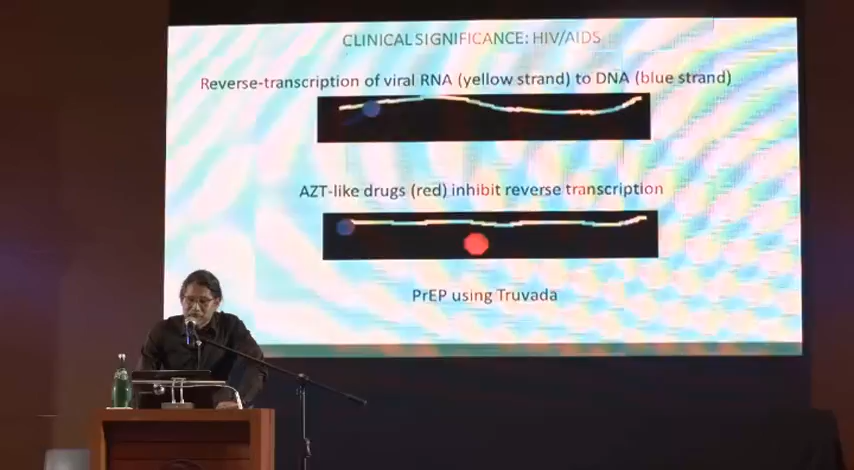 CLINICAL SIGNIFICANCE: HIV/AIDS
Reverse-transcription of viral RNA (yellow strand) to DNA (blue strand)
AZT-like drugs (red) inhibit reverse transcription
PrEP using Truvada